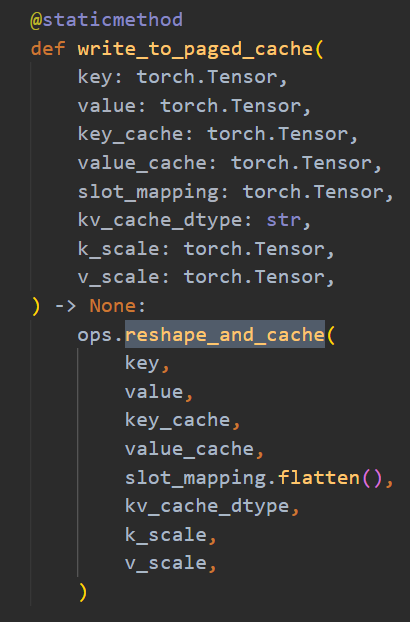 @staticmethod
def write_to_paged_cache(
    key: torch.Tensor,
    value: torch.Tensor,
    key_cache: torch.Tensor,
    value_cache: torch.Tensor,
    slot_mapping: torch.Tensor,
    kv_cache_dtype: str,
    k_scale: torch.Tensor,
    v_scale: torch.Tensor,
) -> None:
    ops.reshape_and_cache(
        key,
        value,
        key_cache,
        value_cache,
        slot_mapping.flatten(),
        kv_cache_dtype,
        k_scale,
        v_scale,
    )